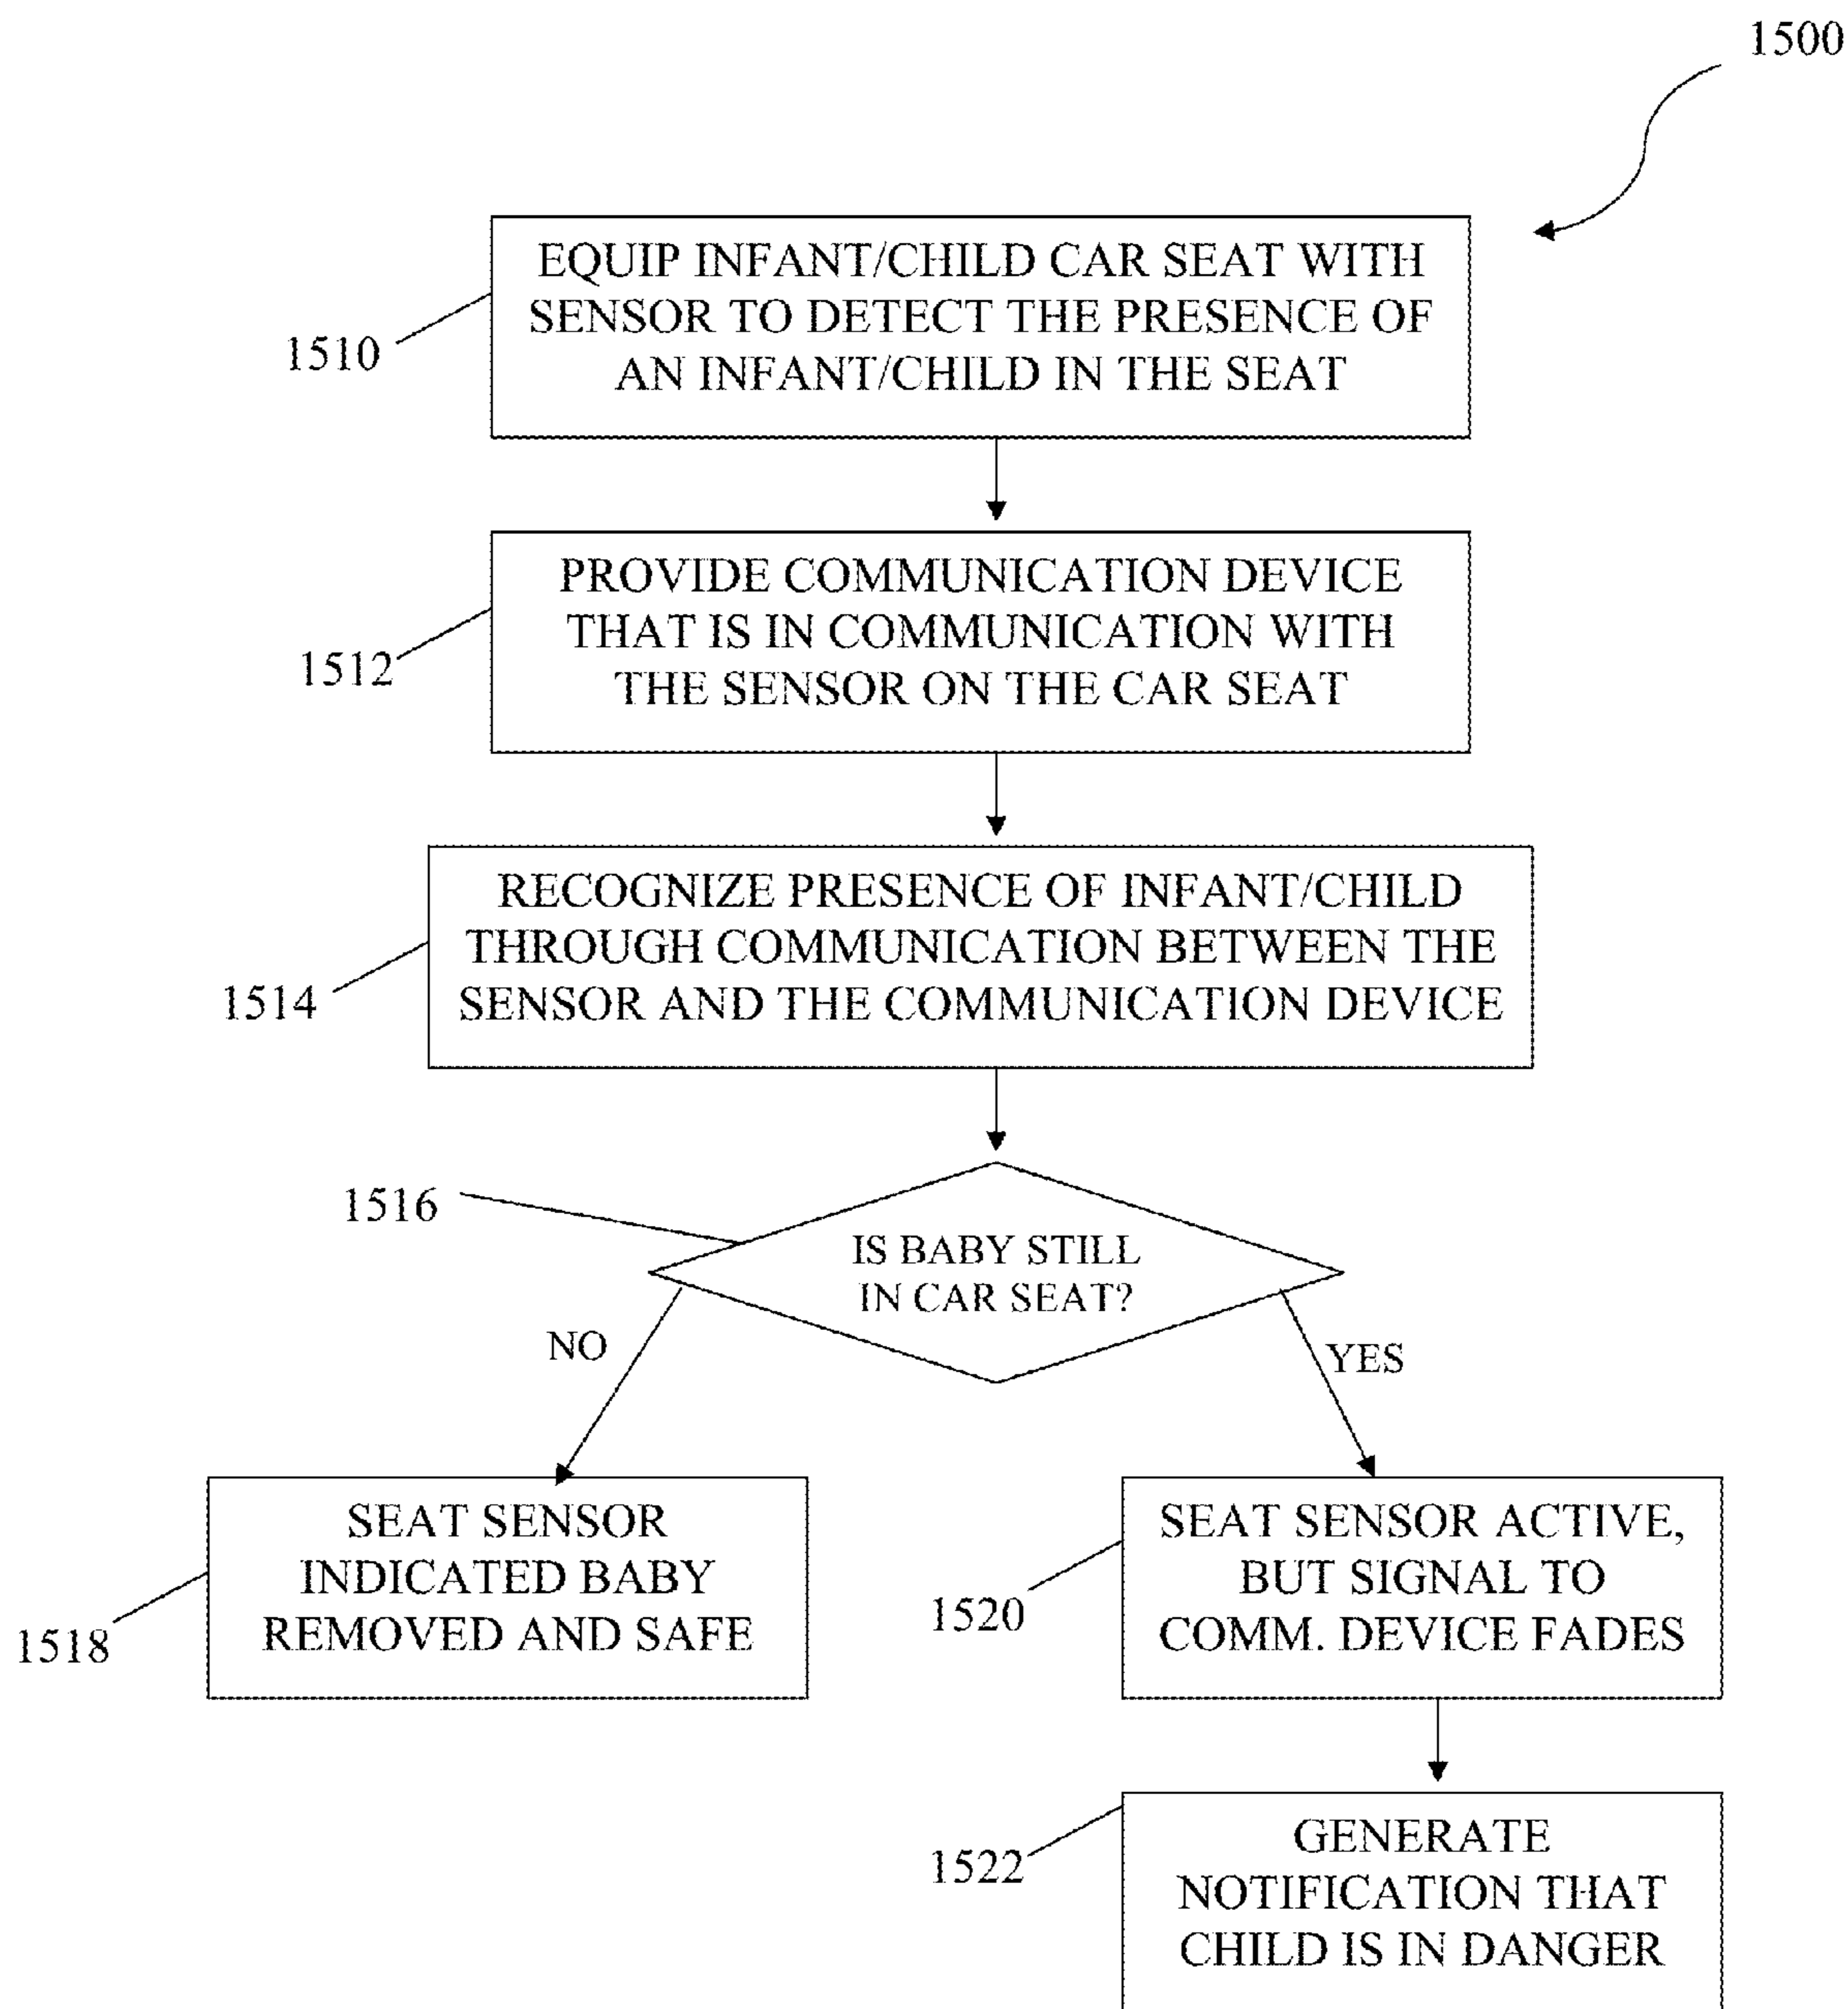 1500
EQUIP INFANT/CHILD CAR SEAT WITH
SENSOR TO DETECT THE PRESENCE OF
AN INFANT/CHILD IN THE SEAT
1510
PROVIDE COMMUNICATION DEVICE
THAT IS IN COMMUNICATION WITH
THE SENSOR ON THE CAR SEAT
1512
RECOGNIZE PRESENCE OF INFANT/CHILD
THROUGH COMMUNICATION BETWEEN THE
SENSOR AND THE COMMUNICATION DEVICE
1514
1516
IS BABY STILL
IN CAR SEAT?
NO
YES
SEAT SENSOR
INDICATED BABY
REMOVED AND SAFE
1518
SEAT SENSOR ACTIVE,
BUT SIGNAL TO
COMM. DEVICE FADES
1520
GENERATE
NOTIFICATION THAT
CHILD IS IN DANGER
1522